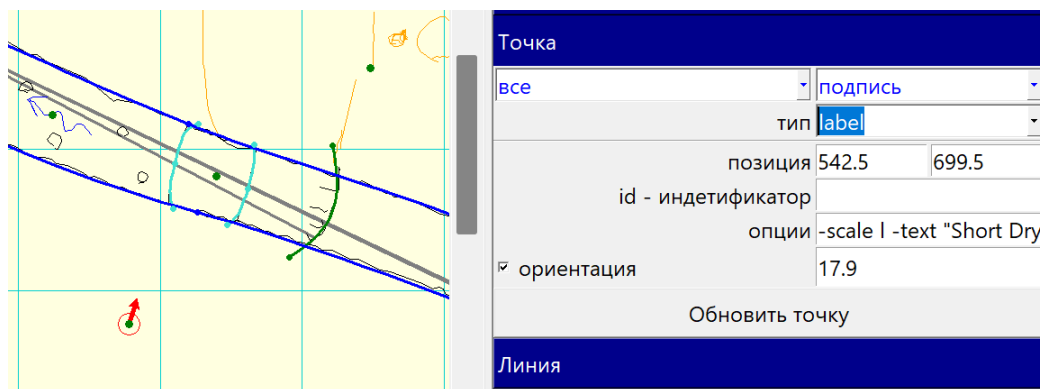 Точка
все подпись
тип label
позиция 542.5 699.5
id - индетификатор
опции -scale l -text "Short Dry
ориентация 17.9
Обновить точку
Линия